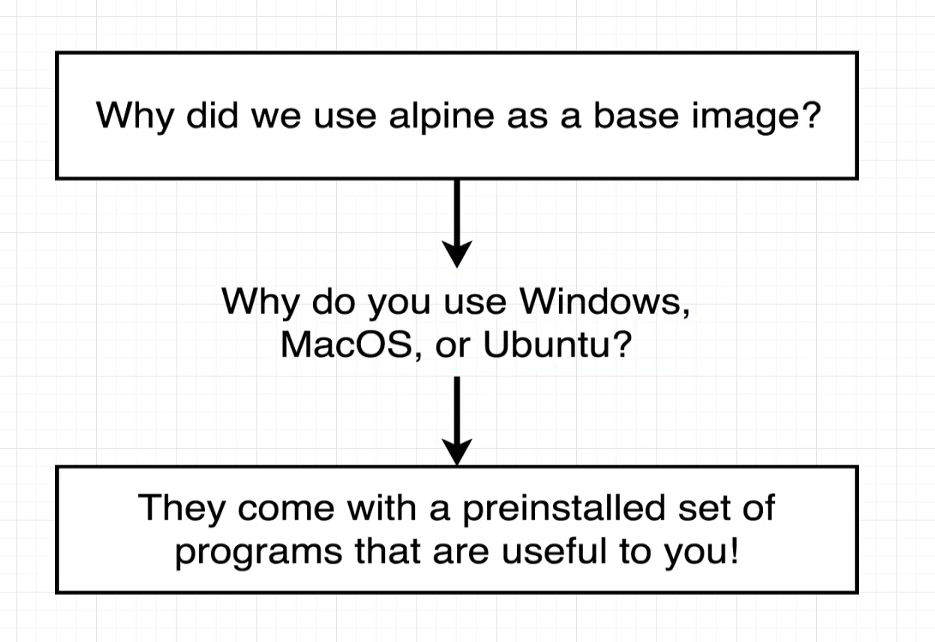 Why did we use alpine as a base image?
Why do you use Windows,
MacOS, or Ubuntu?
They come with a preinstalled set of
programs that are useful to you!